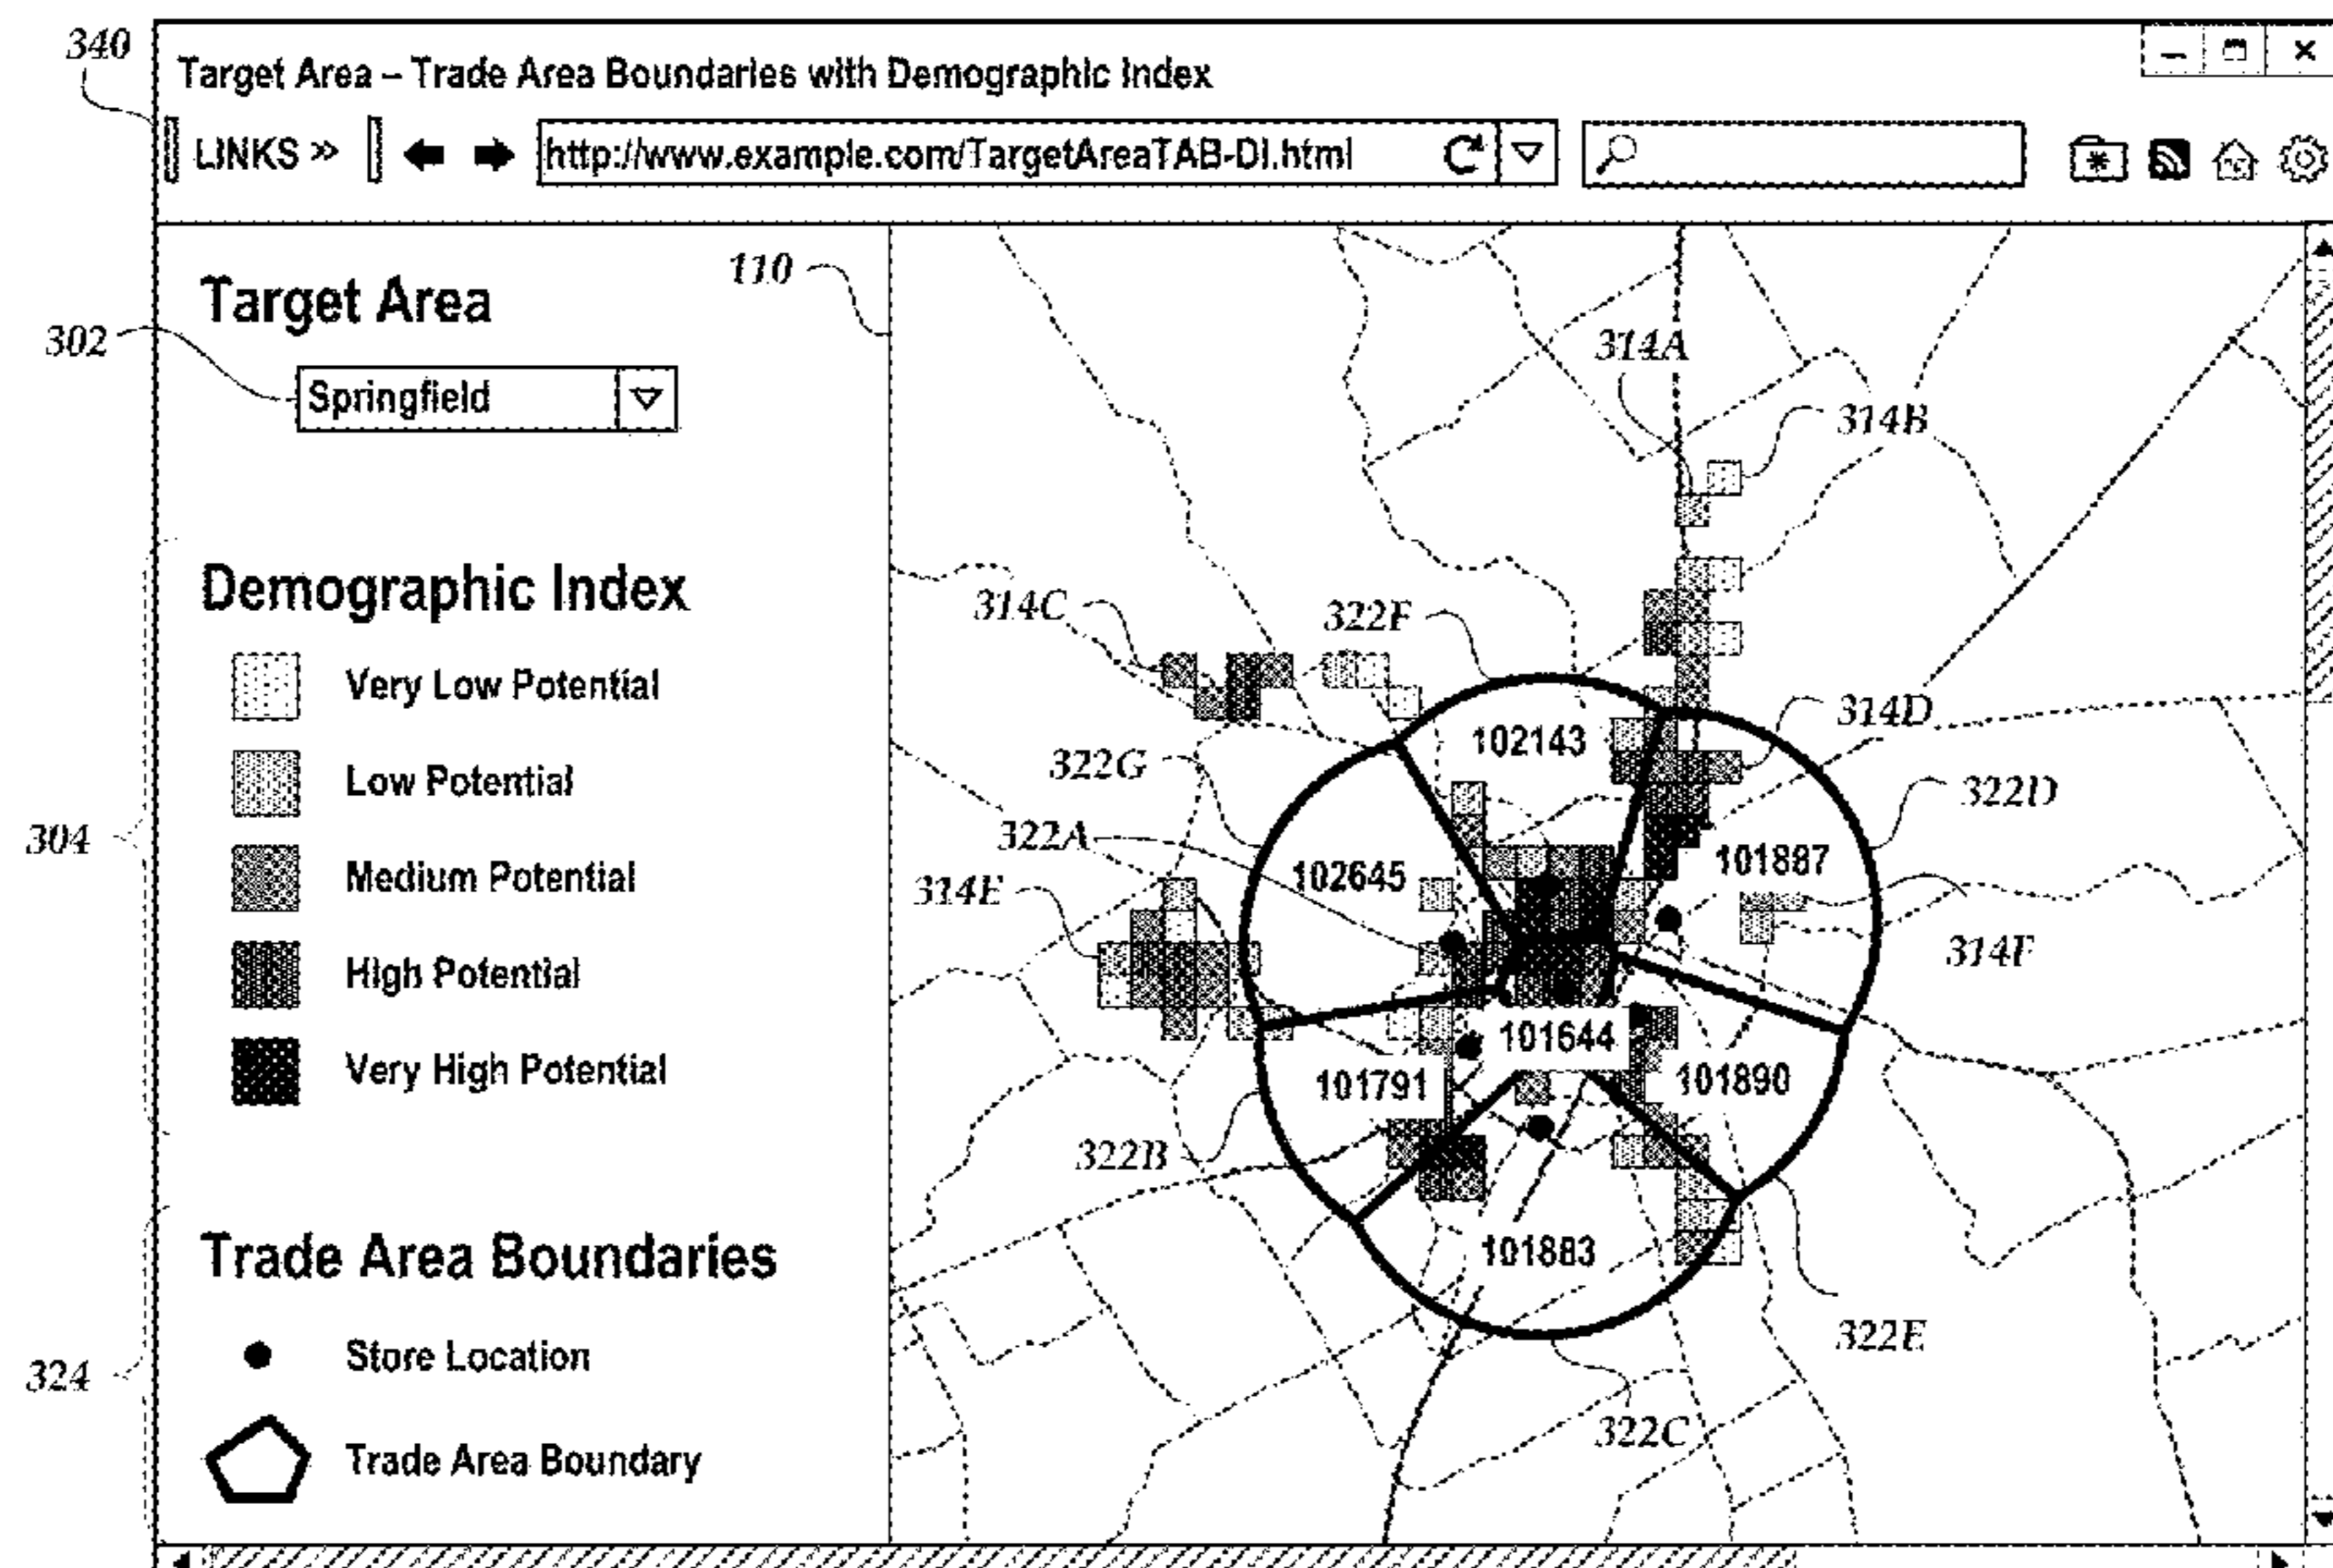 340
Target Area – Trade Area Boundaries with Demographic Index
LINKS »
http://www.example.com/TargetAreaTAB-DI.html
110
Target Area
302
Springfield
314A
314B
Demographic Index
314C
322F
Very Low Potential
314D
102143
322G
Low Potential
322D
304
322A
101887
Medium Potential
102645
314E
314F
High Potential
101644
Very High Potential
101791
101890
322B
Trade Area Boundaries
101883
322E
324
Store Location
322C
Trade Area Boundary